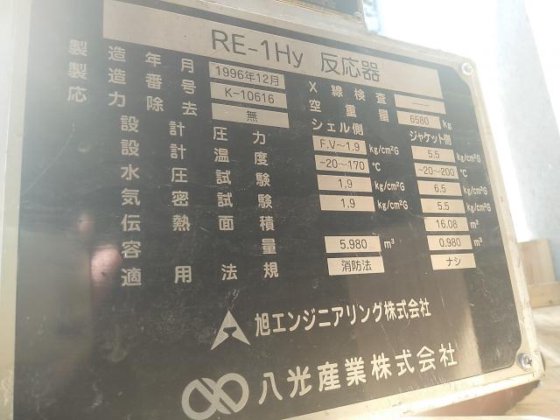 RE-1Hy 反応器
製造年月 1996年12月 X線検査 ——
製造番号 K-10616 空重量 6580 kg
応力除去 無 シェル側 ジャケット側
設計圧力 F.V~1.9 kg/cm²G 5.5 kg/cm²G
設計温度 -20~170 ℃ -20~200 ℃
水圧試験 1.9 kg/cm²G 6.5 kg/cm²G
気密試験 1.9 kg/cm²G 5.5 kg/cm²G
伝熱面積 16.08 m²
容量 5.980 m³ 0.980 m³
適用法規 消防法 ナシ
旭エンジニアリング株式会社
八光産業株式会社